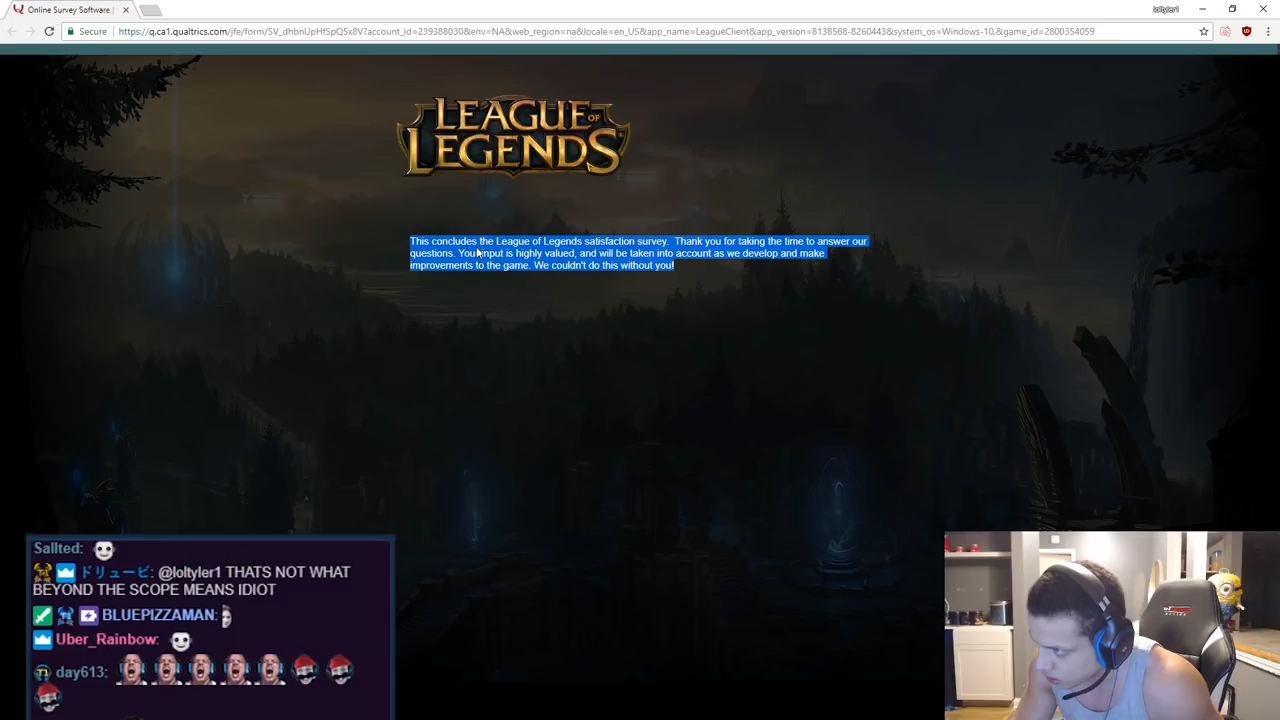 Online Survey Software |
loltyler1
Secure
https://q.ca1.qualtrics.com/jfe/form/SV_dhbnUpHfSpQ5x8V?account_id=239388030&env=NA&web_region=na&locale=en_US&app_name=LeagueClient&app_version=8138568-8260443&system_os=Windows-10.&game_id=2800354059
LEAGUE OF
LEGENDS
This concludes the League of Legends satisfaction survey. Thank you for taking the time to answer our
questions. You input is highly valued, and will be taken into account as we develop and make
improvements to the game. We couldn't do this without you!
Sallted:
ドリュービ: @loltyler1 THATS NOT WHAT
BEYOND THE SCOPE MEANS IDIOT
BLUEPIZZAMAN:
Uber_Rainbow:
day613: